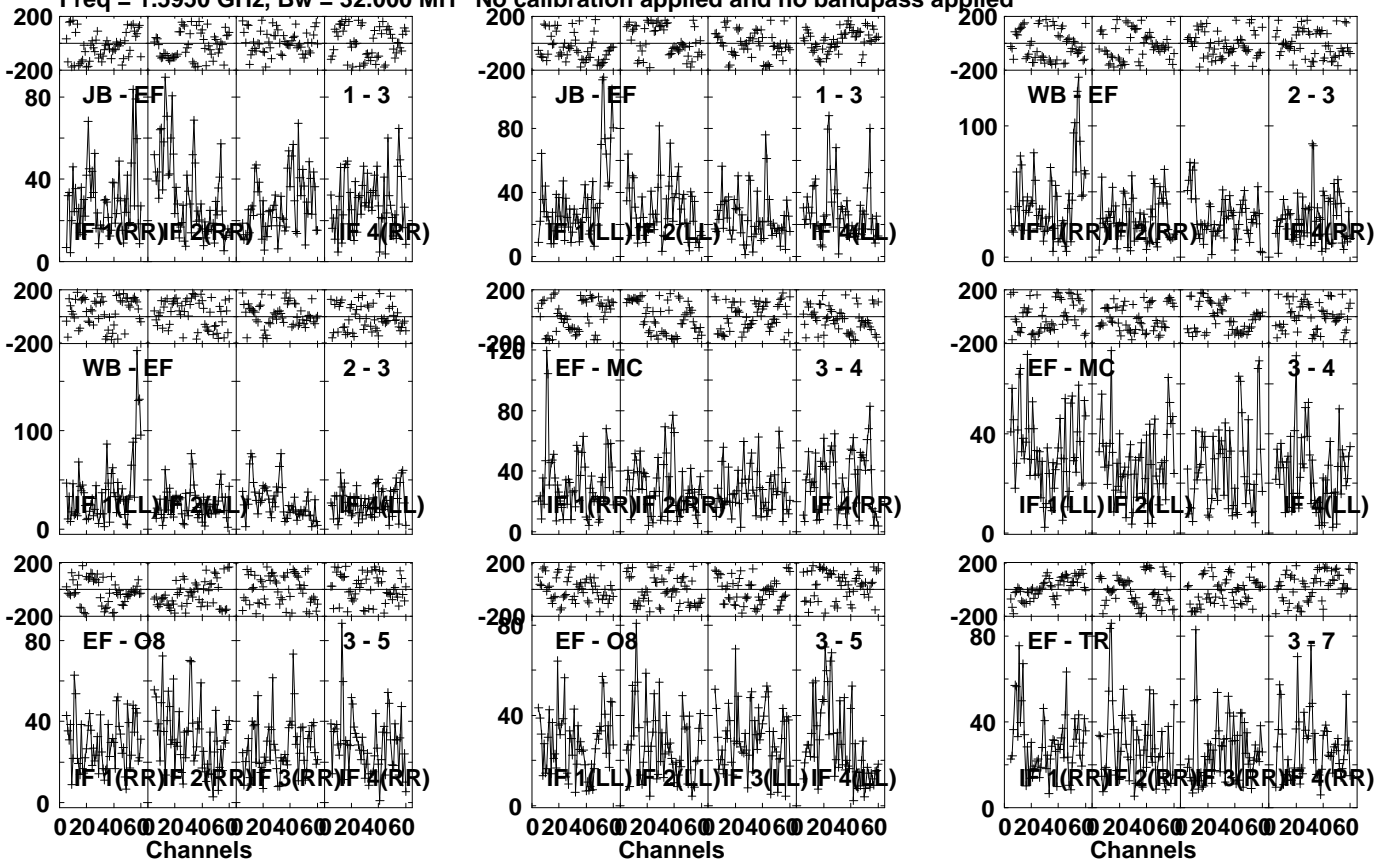 Freq = 1.5950 GHz, Bw = 32.000 MH No calibration applied and no bandpass applied
200
-200
80
40
0
JB - EF 1 - 3
IF 1(RR) IF 2(RR) IF 4(RR)
200
-200
80
40
0
JB - EF 1 - 3
IF 1(LL) IF 2(LL) IF 4(LL)
200
-200
100
0
WB - EF 2 - 3
IF 1(RR) IF 2(RR) IF 4(RR)
200
-200
100
0
WB - EF 2 - 3
IF 1(LL) IF 2(LL) IF 4(LL)
200
-200
120
80
40
0
EF - MC 3 - 4
IF 1(RR) IF 2(RR) IF 4(RR)
200
-200
40
0
EF - MC 3 - 4
IF 1(LL) IF 2(LL) IF 4(LL)
200
-200
80
40
0
EF - O8 3 - 5
IF 1(RR) IF 2(RR) IF 3(RR) IF 4(RR)
0 20 40 60 0 20 40 60 0 20 40 60 0 20 40 60
Channels
200
-200
80
40
0
EF - O8 3 - 5
IF 1(LL) IF 2(LL) IF 3(LL) IF 4(LL)
0 20 40 60 0 20 40 60 0 20 40 60 0 20 40 60
Channels
200
-200
80
40
0
EF - TR 3 - 7
IF 1(RR) IF 2(RR) IF 3(RR) IF 4(RR)
0 20 40 60 0 20 40 60 0 20 40 60 0 20 40 60
Channels